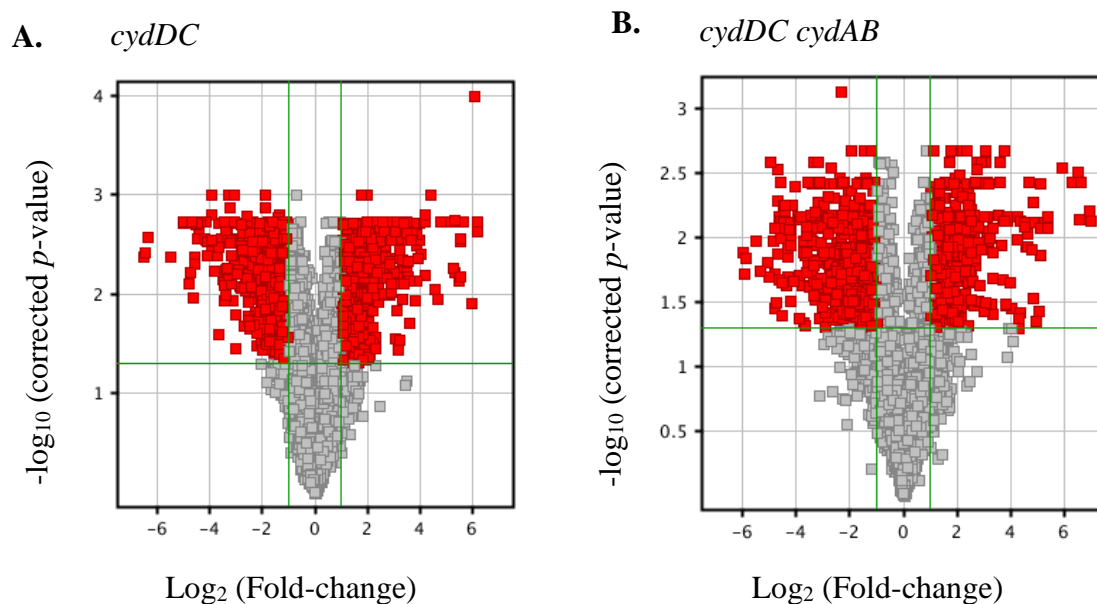 A. cydDC
B. cydDC cydAB
-log₁₀ (corrected p-value)
4
3
2
1
-6 -4 -2 0 2 4 6
Log₂ (Fold-change)
-log₁₀ (corrected p-value)
3
2.5
2
1.5
1
0.5
-6 -4 -2 0 2 4 6
Log₂ (Fold-change)